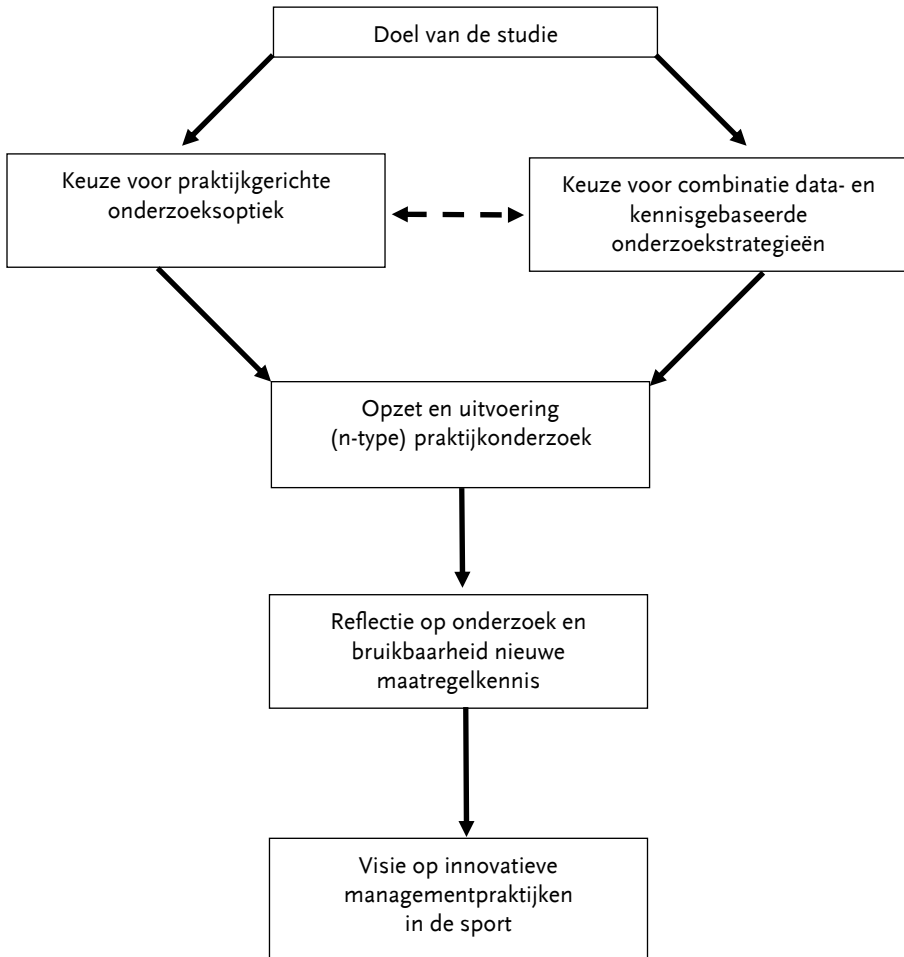 Doel van de studie
Keuze voor praktijkgerichte
onderzoeksoptiek
Keuze voor combinatie data- en
kennisgebaseerde
onderzoekstrategieën
Opzet en uitvoering
(n-type) praktijkonderzoek
Reflectie op onderzoek en
bruikbaarheid nieuwe
maatregelkennis
Visie op innovatieve
managementpraktijken
in de sport